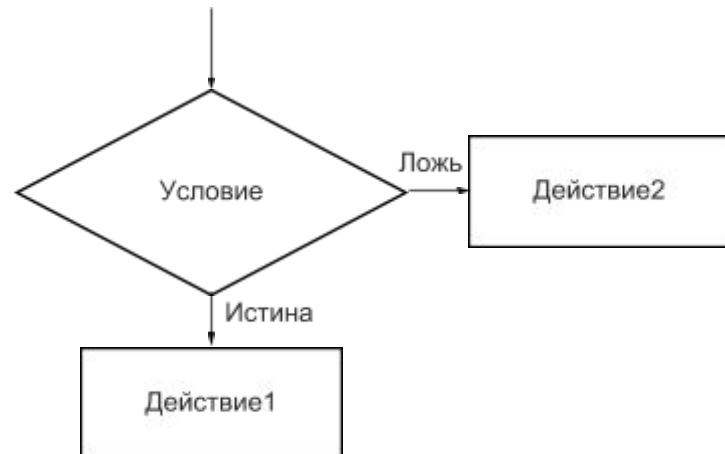 Условие
Ложь
Действие2
Истина
Действие1